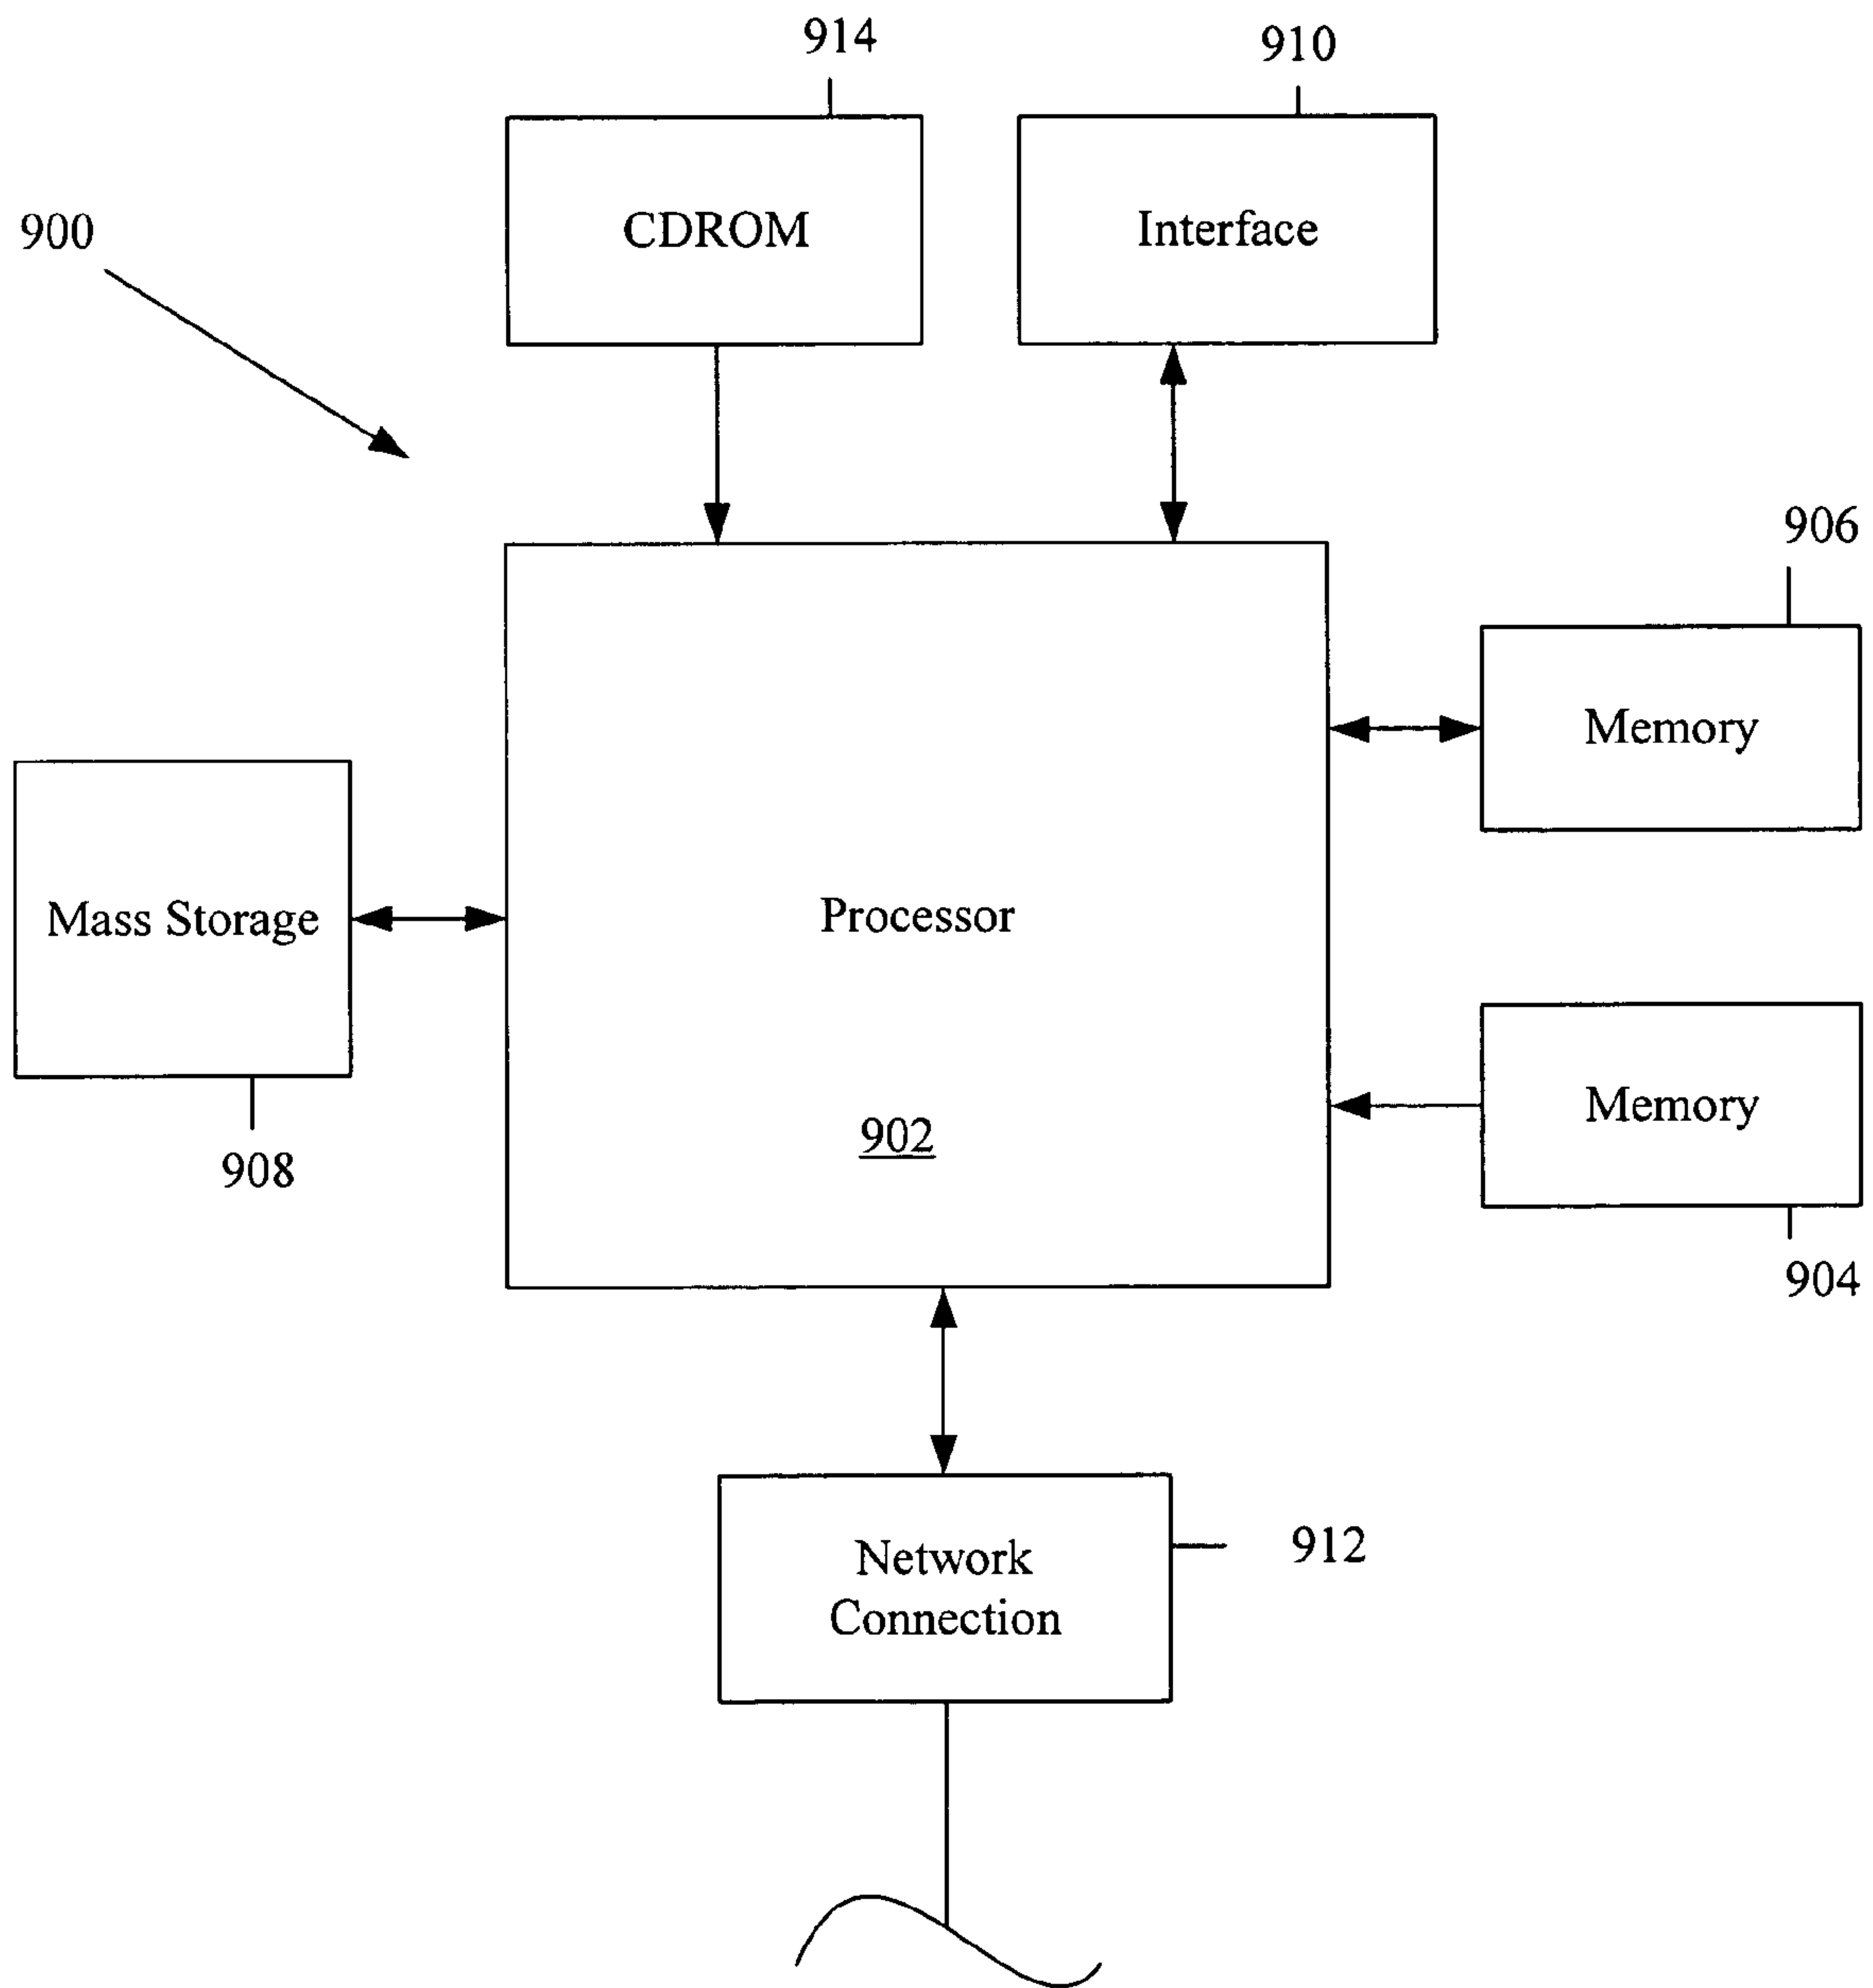 914
910
900
CDROM
Interface
906
Memory
Mass Storage
Processor
Memory
902
908
904
Network
Connection
912